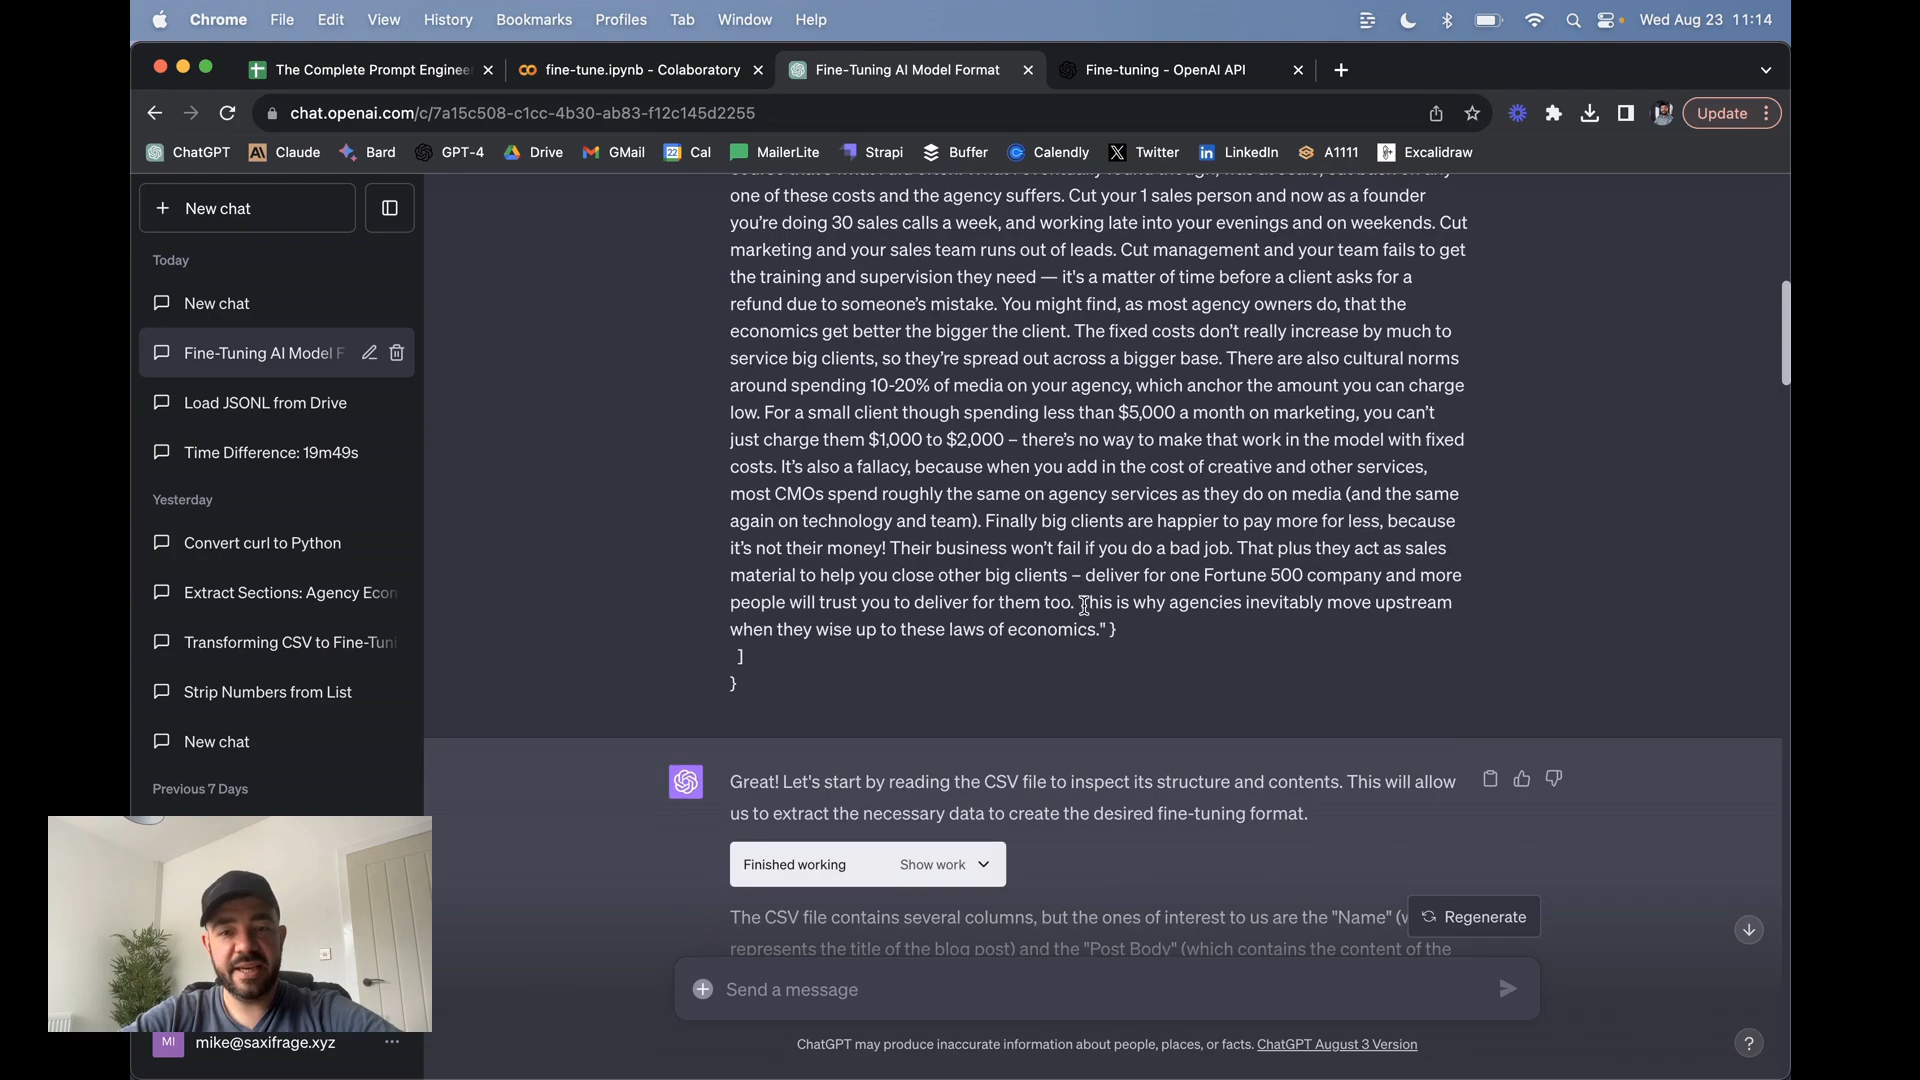 Chrome File Edit View History Bookmarks Profiles Tab Window Help Wed Aug 23 11:14
The Complete Prompt Enginee fine-tune.ipynb - Colaboratory Fine-Tuning AI Model Format Fine-tuning - OpenAI API
chat.openai.com/c/7a15c508-c1cc-4b30-ab83-f12c145d2255 Update
ChatGPT Claude Bard GPT-4 Drive GMail 22 Cal MailerLite Strapi Buffer Calendly Twitter LinkedIn A1111 Excalidraw
New chat
Today
New chat
Fine-Tuning AI Model F
Load JSONL from Drive
Time Difference: 19m49s
Yesterday
Convert curl to Python
Extract Sections: Agency Econ
Transforming CSV to Fine-Tuni
Strip Numbers from List
New chat
Previous 7 Days
MI mike@saxifrage.xyz
one of these costs and the agency suffers. Cut your 1 sales person and now as a founder
you're doing 30 sales calls a week, and working late into your evenings and on weekends. Cut
marketing and your sales team runs out of leads. Cut management and your team fails to get
the training and supervision they need — it's a matter of time before a client asks for a
refund due to someone's mistake. You might find, as most agency owners do, that the
economics get better the bigger the client. The fixed costs don't really increase by much to
service big clients, so they're spread out across a bigger base. There are also cultural norms
around spending 10-20% of media on your agency, which anchor the amount you can charge
low. For a small client though spending less than $5,000 a month on marketing, you can't
just charge them $1,000 to $2,000 – there's no way to make that work in the model with fixed
costs. It's also a fallacy, because when you add in the cost of creative and other services,
most CMOs spend roughly the same on agency services as they do on media (and the same
again on technology and team). Finally big clients are happier to pay more for less, because
it's not their money! Their business won't fail if you do a bad job. That plus they act as sales
material to help you close other big clients – deliver for one Fortune 500 company and more
people will trust you to deliver for them too. This is why agencies inevitably move upstream
when they wise up to these laws of economics." }
]
}
Great! Let's start by reading the CSV file to inspect its structure and contents. This will allow
us to extract the necessary data to create the desired fine-tuning format.
Finished working Show work
The CSV file contains several columns, but the ones of interest to us are the "Name" (w
represents the title of the blog post) and the "Post Body" (which contains the content of the
Regenerate
Send a message
ChatGPT may produce inaccurate information about people, places, or facts. ChatGPT August 3 Version
?